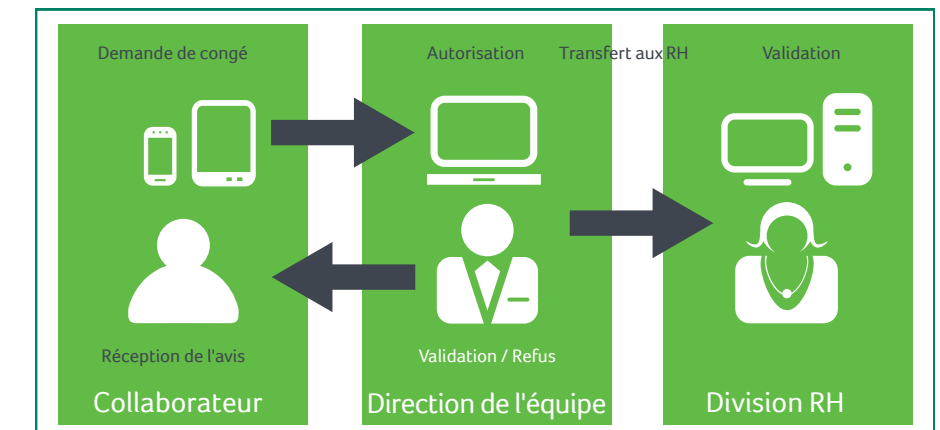 Demande de congé
Autorisation
Transfert aux RH
Validation
Réception de l'avis
Validation / Refus
Collaborateur
Direction de l'équipe
Division RH